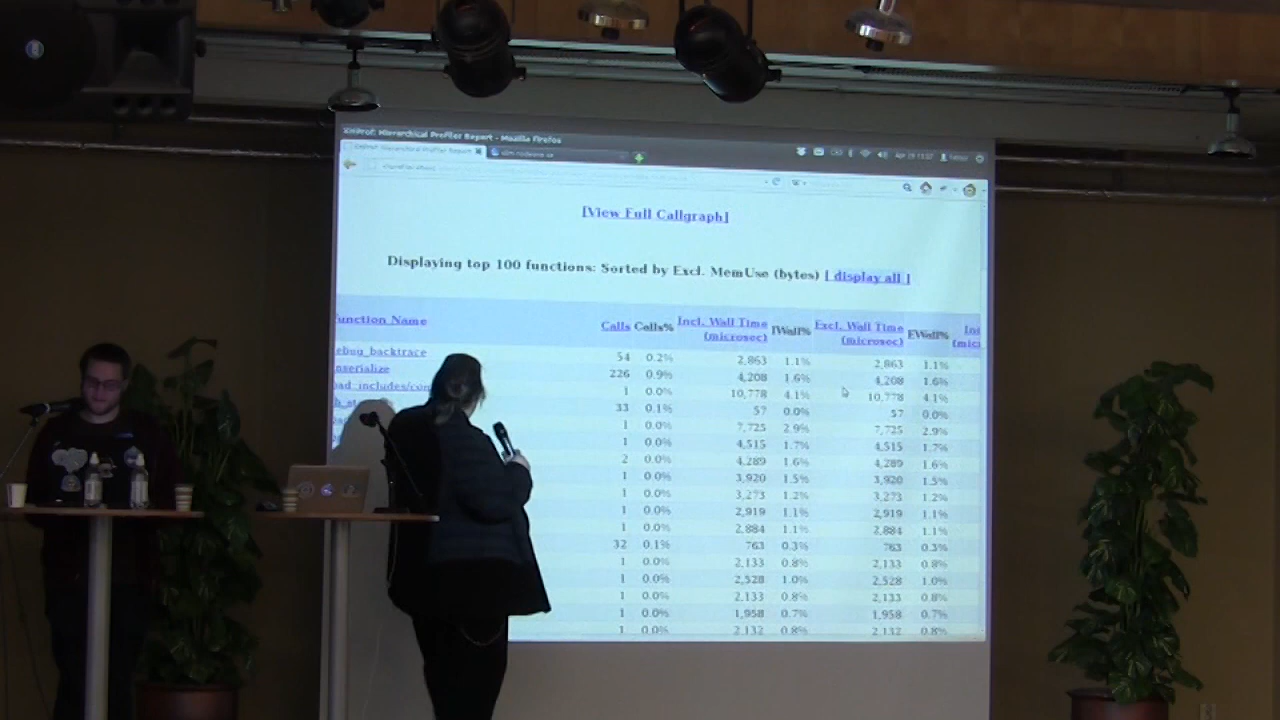 XHProf: Hierarchical Profiler Report - Mozilla Firefox
XHProf: Hierarchical Profiler Report
[View Full Callgraph]
Displaying top 100 functions: Sorted by Excl. MemUse (bytes) [ display all ]
unction Name Calls Calls% Incl. Wall Time (microsec) IWall% Excl. Wall Time (microsec) EWall%
ebug_backtrace 54 0.2% 2,863 1.1% 2,863 1.1%
nserialize 226 0.9% 4,208 1.6% 4,208 1.6%
oad_includes/con 1 0.0% 10,778 4.1% 10,778 4.1%
33 0.1% 57 0.0% 57 0.0%
1 0.0% 7,725 2.9% 7,725 2.9%
1 0.0% 4,515 1.7% 4,515 1.7%
2 0.0% 4,289 1.6% 4,289 1.6%
1 0.0% 3,920 1.5% 3,920 1.5%
1 0.0% 3,273 1.2% 3,273 1.2%
1 0.0% 2,919 1.1% 2,919 1.1%
1 0.0% 2,884 1.1% 2,884 1.1%
32 0.1% 763 0.3% 763 0.3%
1 0.0% 2,133 0.8% 2,133 0.8%
1 0.0% 2,528 1.0% 2,528 1.0%
1 0.0% 2,133 0.8% 2,133 0.8%
1 0.0% 1,958 0.7% 1,958 0.7%
1 0.0% 2,132 0.8% 2,132 0.8%